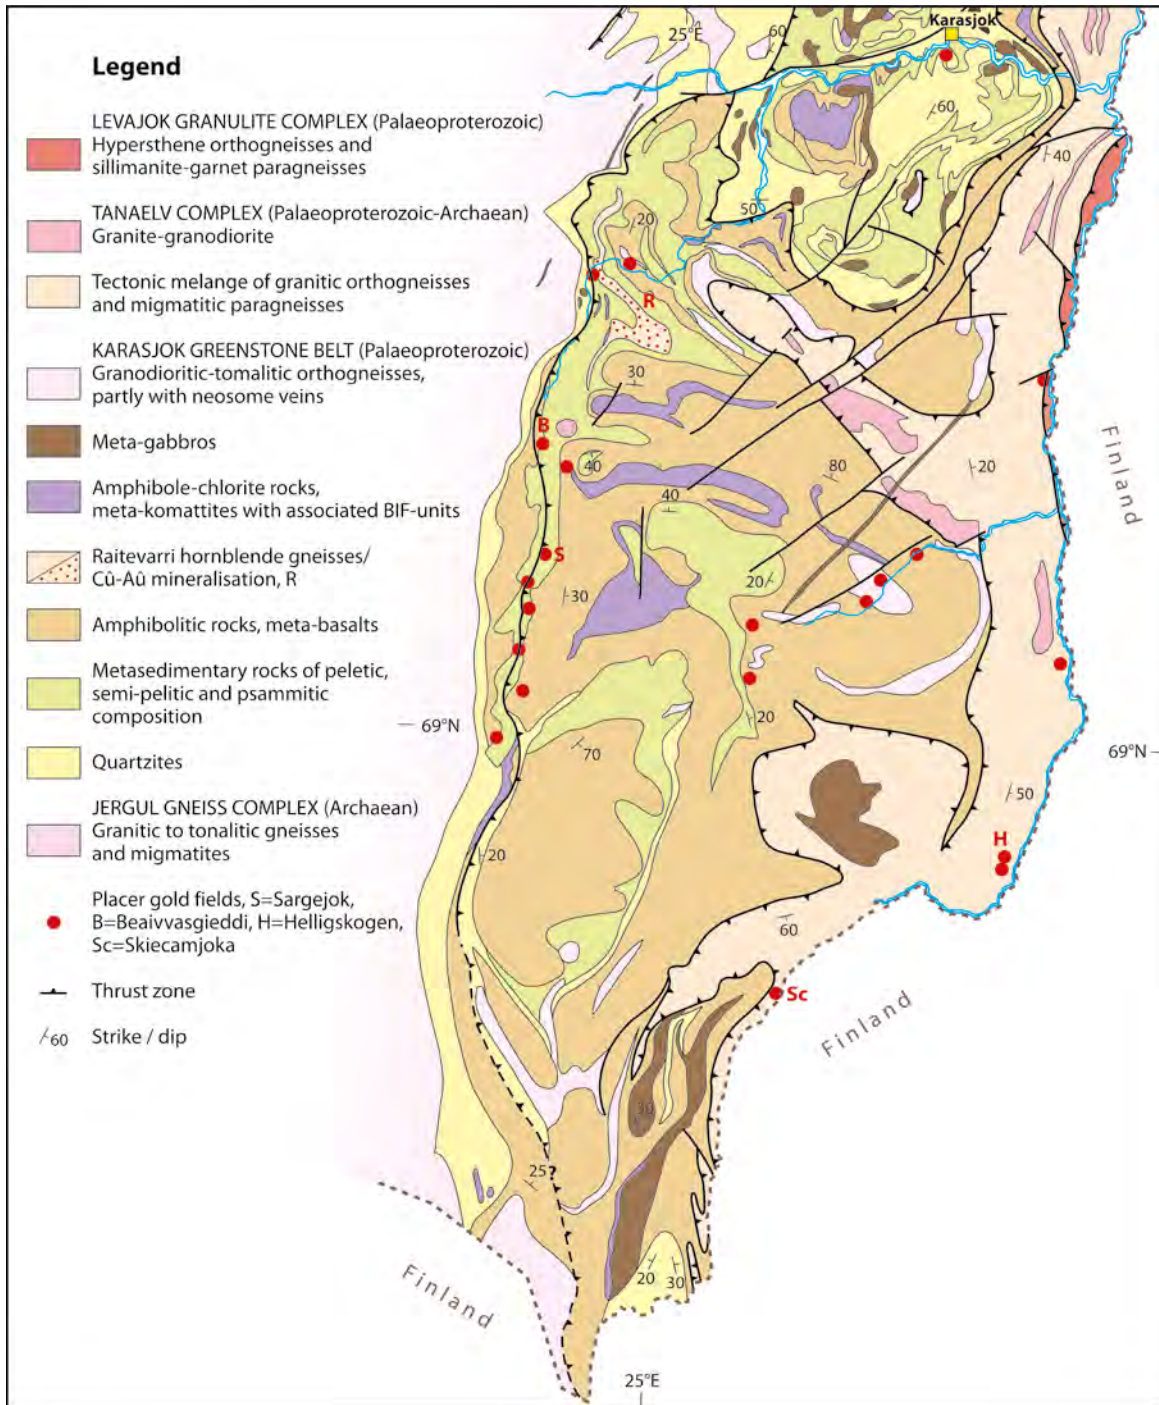 Legend
LEVAJOK GRANULITE COMPLEX (Palaeoproterozoic)
Hypersthene orthogneisses and
sillimanite-garnet paragneisses
TANAELV COMPLEX (Palaeoproterozoic-Archaean)
Granite-granodiorite
Tectonic melange of granitic orthogneisses
and migmatitic paragneisses
KARASJOK GREENSTONE BELT (Palaeoproterozoic)
Granodioritic-tomalitic orthogneisses,
partly with neosome veins
Meta-gabbros
Amphibole-chlorite rocks,
meta-komattites with associated BIF-units
Raitevarri hornblende gneisses/
Cû-Aû mineralisation, R
Amphibolitic rocks, meta-basalts
Metasedimentary rocks of peletic,
semi-pelitic and psammitic
composition
Quartzites
JERGUL GNEISS COMPLEX (Archaean)
Granitic to tonalitic gneisses
and migmatites
Placer gold fields, S=Sargejok,
B=Beaivvasgieddi, H=Helligskogen,
Sc=Skiecamjoka
Thrust zone
60 Strike / dip
Karasjok
25°E
60
60
40
50
20
R
30
B
40
80
20
Finland
40
S
20
30
69°N
20
70
69°N
50
20
H
60
Sc
Finland
30
25?
20
30
Finland
25°E